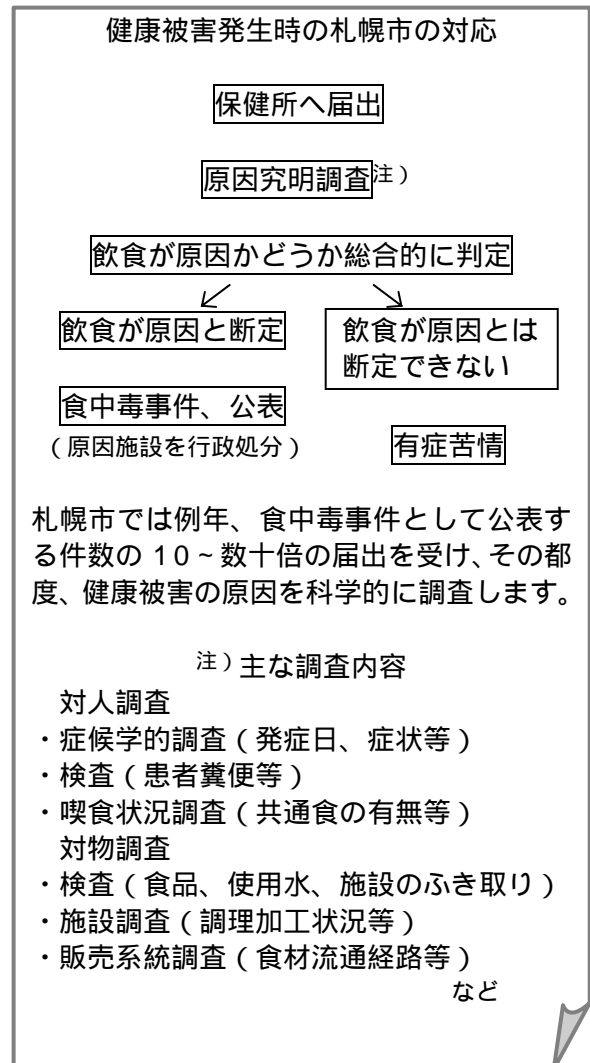 健康被害発生時の札幌市の対応
保健所へ届出
原因究明調査注）
飲食が原因かどうか総合的に判定
飲食が原因と断定
飲食が原因とは
断定できない
食中毒事件、公表
（原因施設を行政処分）
有症苦情
札幌市では例年、食中毒事件として公表す
る件数の１０～数十倍の届出を受け、その都
度、健康被害の原因を科学的に調査します。
注）主な調査内容
対人調査
・症候学的調査（発症日、症状等）
・検査（患者糞便等）
・喫食状況調査（共通食の有無等）
対物調査
・検査（食品、使用水、施設のふき取り）
・施設調査（調理加工状況等）
・販売系統調査（食材流通経路等）
など